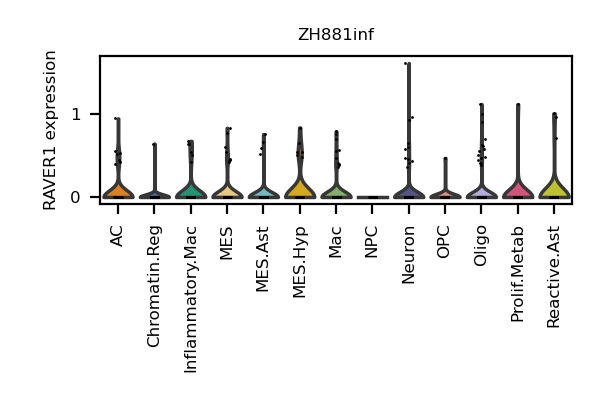 ZH881inf
RAVER1 expression
1
0
AC
Chromatin.Reg
Inflammatory.Mac
MES
MES.Ast
MES.Hyp
Mac
NPC
Neuron
OPC
Oligo
Prolif.Metab
Reactive.Ast